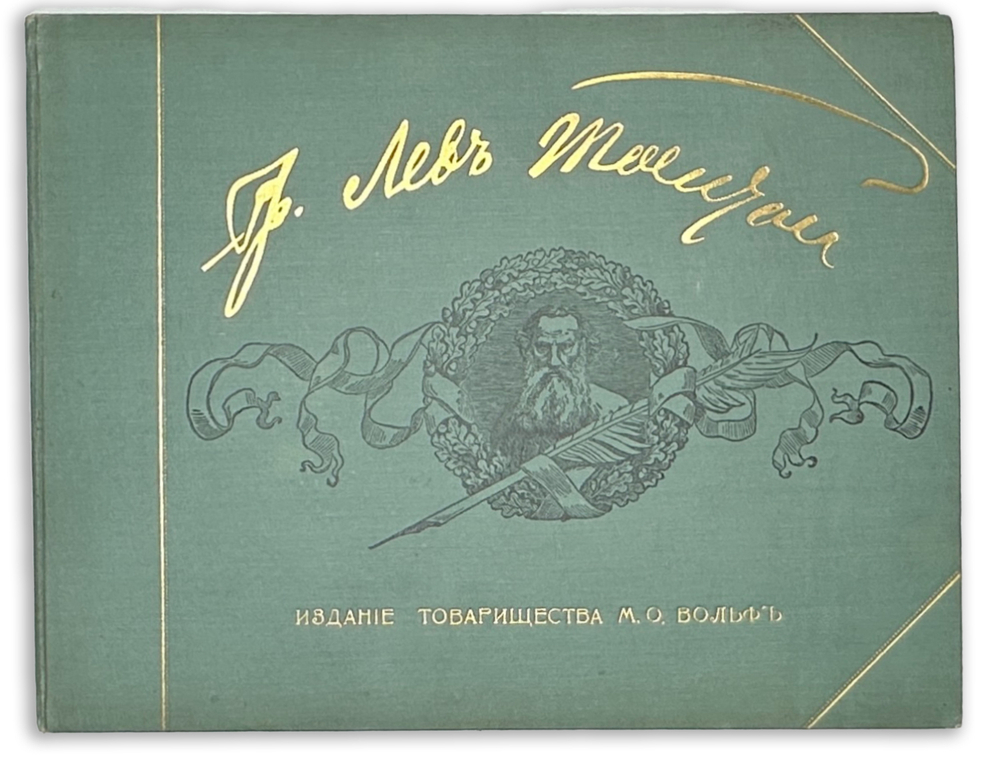 Гр. Левъ Толстой
ИЗДАНІЕ ТОВАРИЩЕСТВА М. О. ВОЛЬФЪ